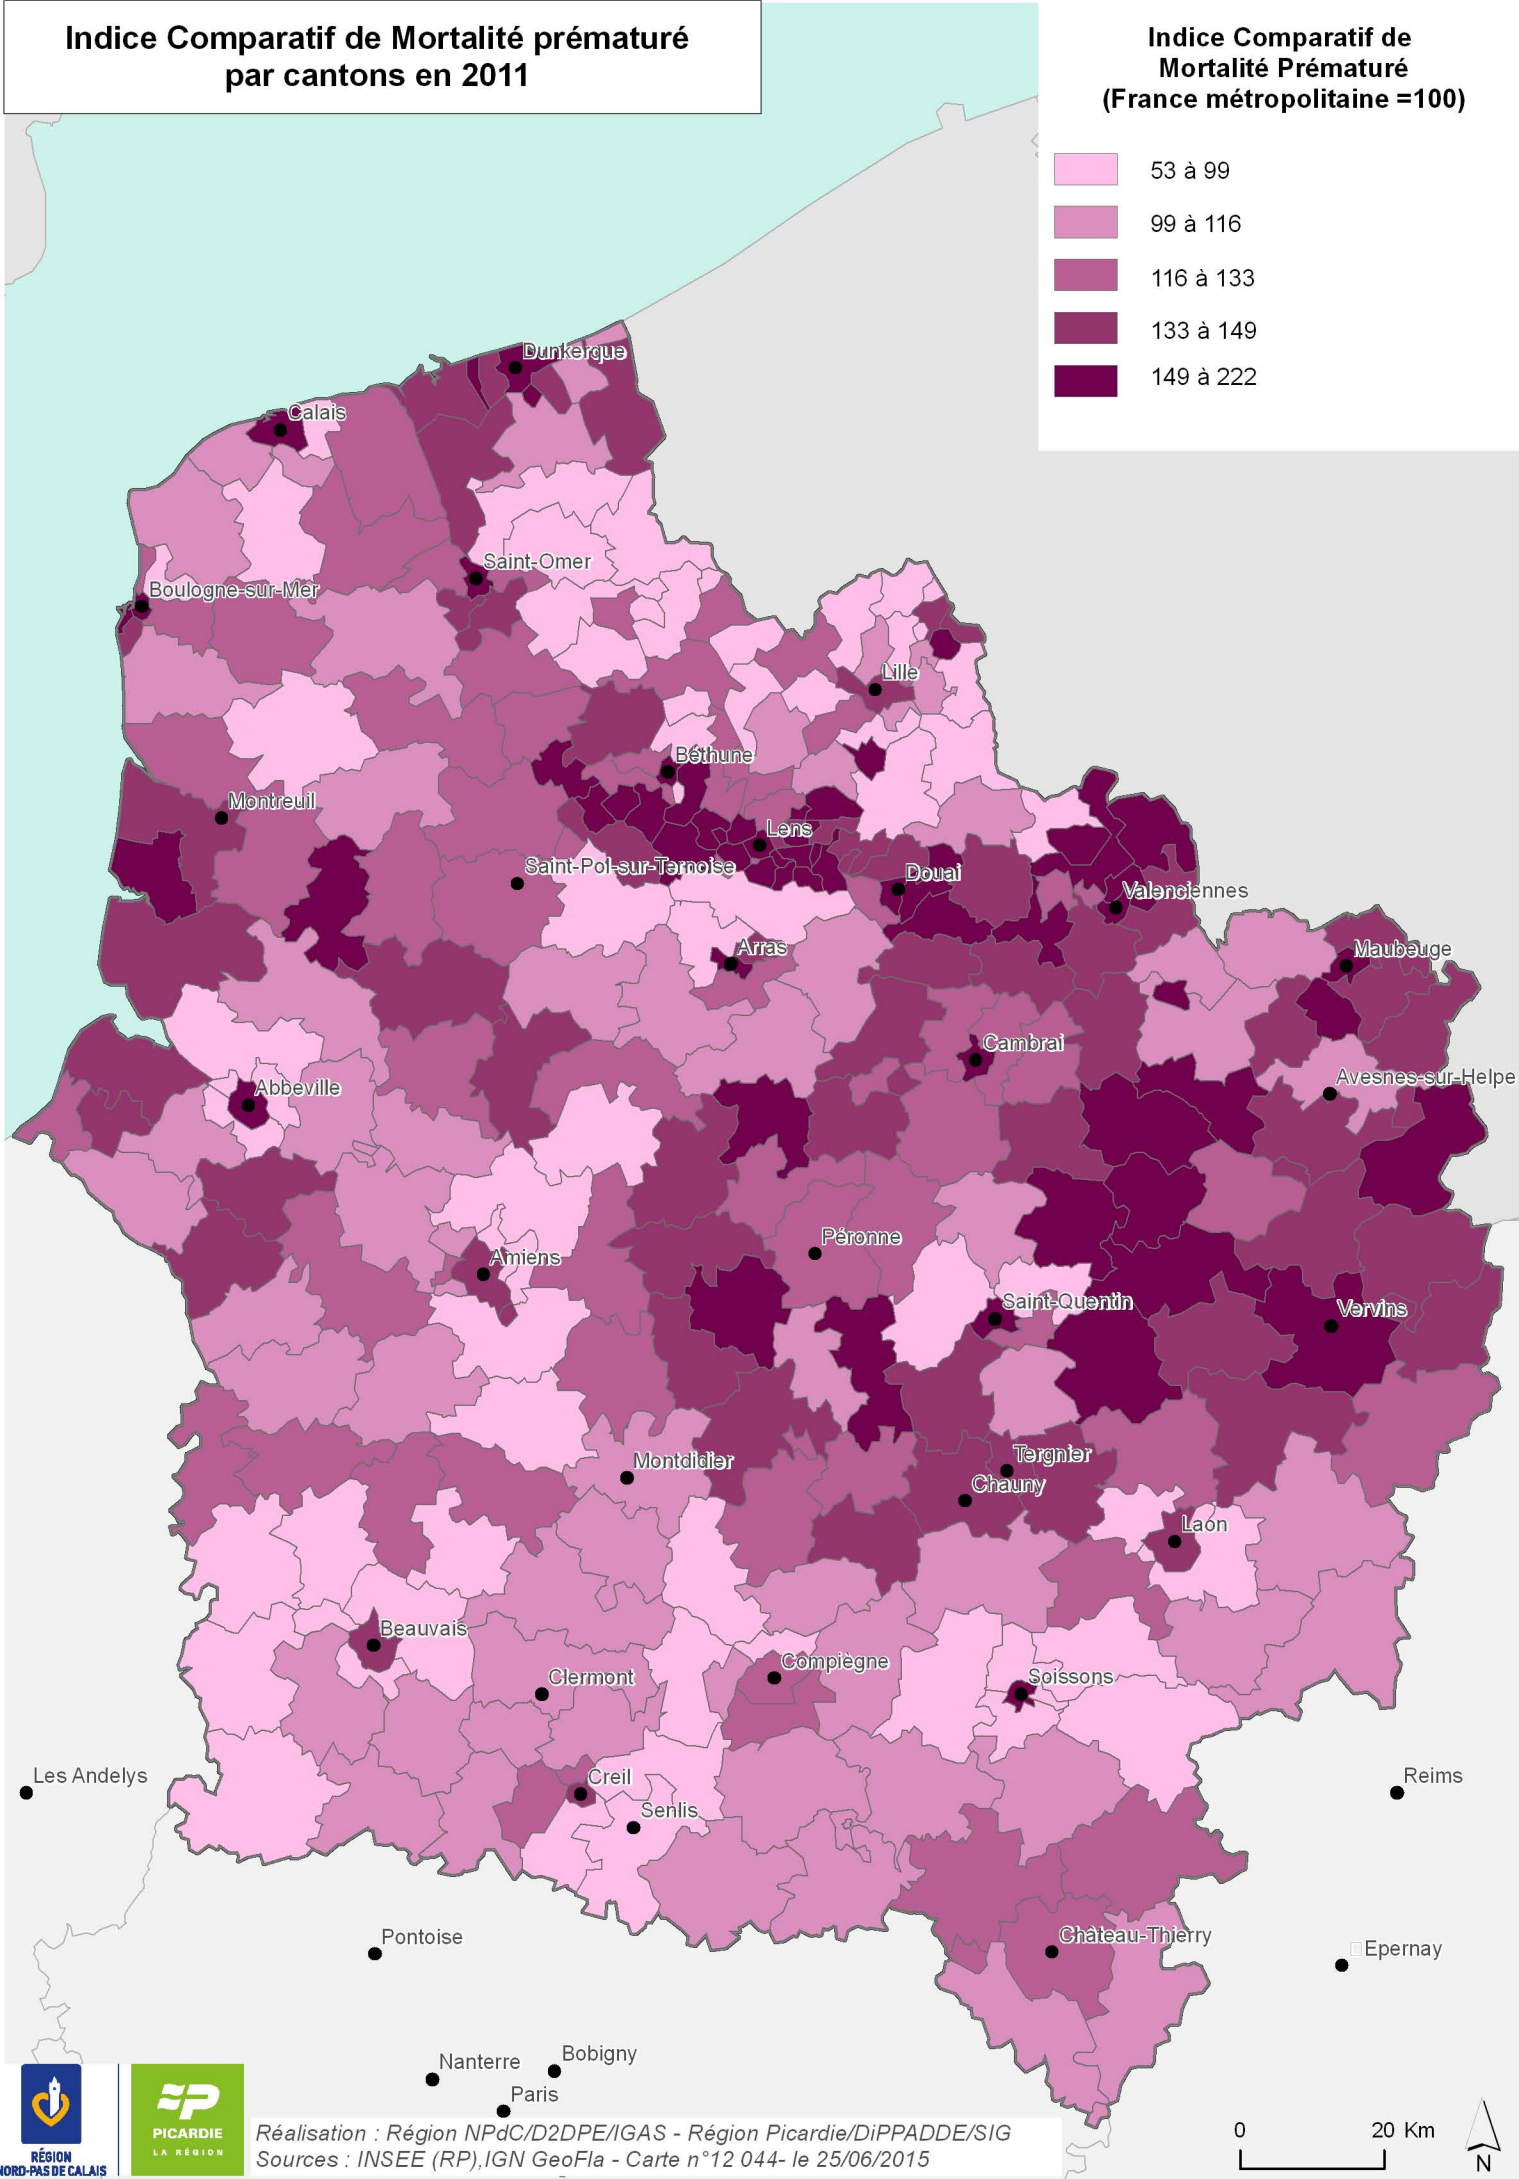 Indice Comparatif de Mortalité prématuré
par cantons en 2011
Indice Comparatif de
Mortalité Prématuré
(France métropolitaine =100)
53 à 99
99 à 116
116 à 133
133 à 149
149 à 222
Dunkerque
Calais
Saint-Omer
Boulogne-sur-Mer
Lille
Béthune
Montreuil
Lens
Saint-Pol-sur-Ternoise
Douai
Valenciennes
Arras
Maubeuge
Cambrai
Avesnes-sur-Helpe
Abbeville
Péronne
Amiens
Saint-Quentin
Vervins
Montdidier
Tergnier
Chauny
Laon
Beauvais
Compiègne
Clermont
Soissons
Les Andelys
Creil
Reims
Senlis
Château-Thierry
Pontoise
Epernay
Nanterre
Bobigny
Paris
RÉGION
NORD-PAS DE CALAIS
PICARDIE
LA RÉGION
Réalisation : Région NPdC/D2DPE/IGAS - Région Picardie/DiPPADDE/SIG
Sources : INSEE (RP),IGN GeoFla - Carte n°12 044- le 25/06/2015
0 20 Km
N